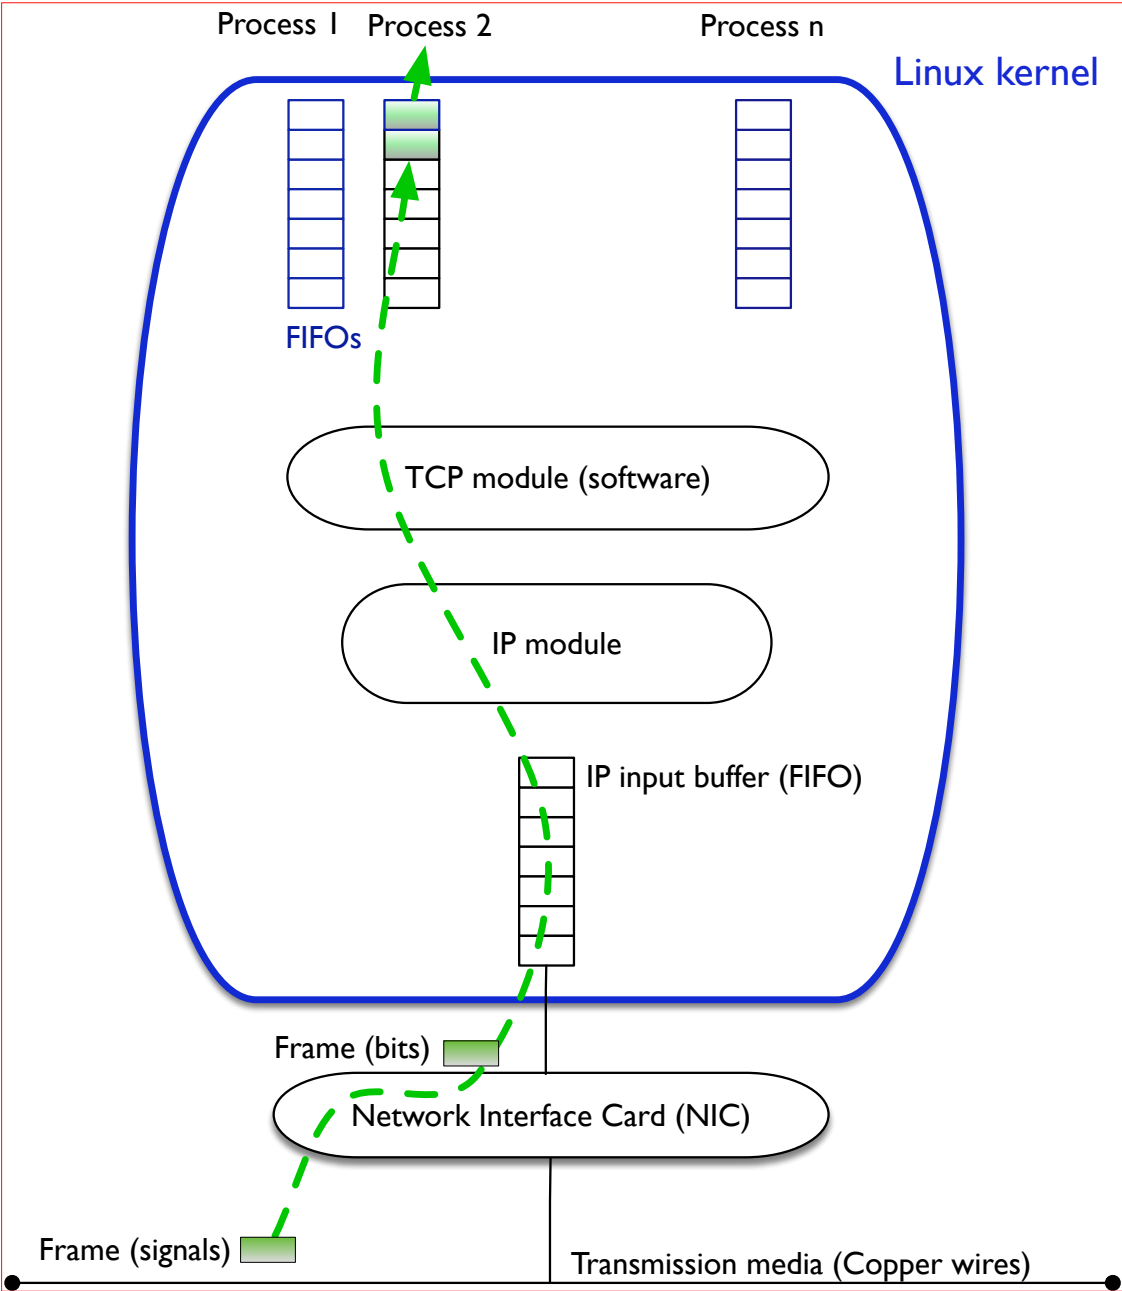 Process 1
Process 2
Process n
Linux kernel
FIFOs
TCP module (software)
IP module
IP input buffer (FIFO)
Frame (bits)
Network Interface Card (NIC)
Frame (signals)
Transmission media (Copper wires)